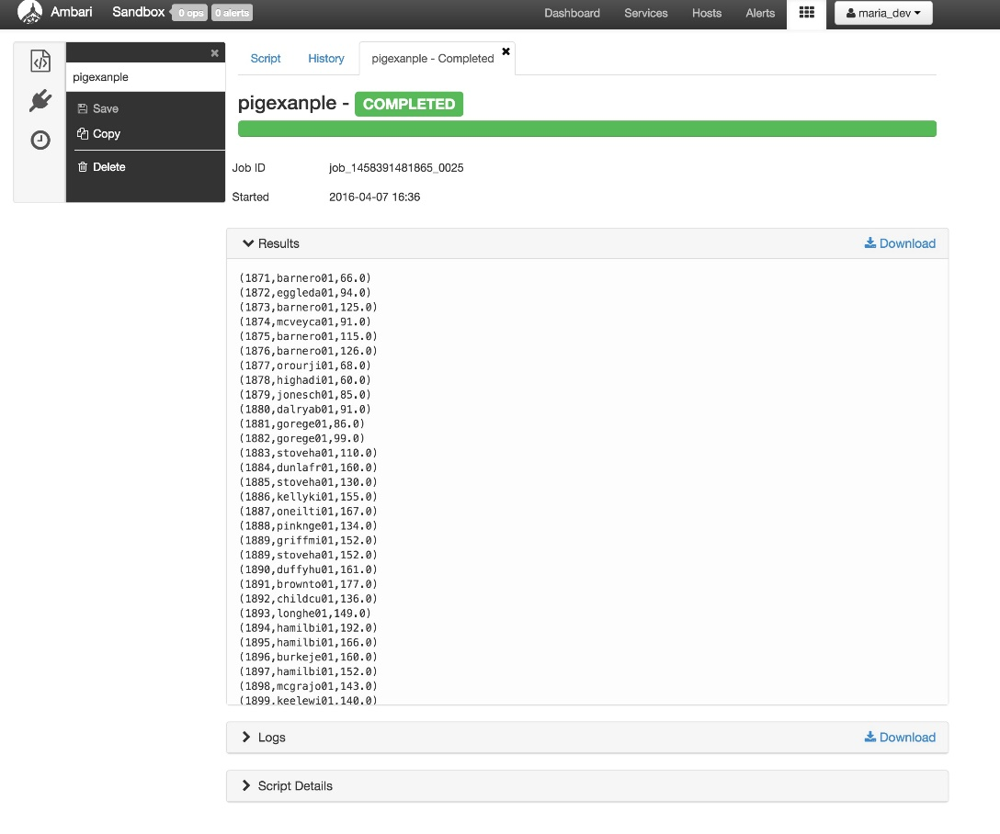 Ambari Sandbox 0 ops 0 alerts Dashboard Services Hosts Alerts maria_dev
pigexanple
Save
Copy
Delete
Script History pigexanple - Completed
pigexanple - COMPLETED
Job ID job_1458391481865_0025
Started 2016-04-07 16:36
Results Download
(1871,barnero01,66.0)
(1872,eggleda01,94.0)
(1873,barnero01,125.0)
(1874,mcveyca01,91.0)
(1875,barnero01,115.0)
(1876,barnero01,126.0)
(1877,orourji01,68.0)
(1878,highadi01,60.0)
(1879,jonesch01,85.0)
(1880,dalryab01,91.0)
(1881,gorege01,86.0)
(1882,gorege01,99.0)
(1883,stoveha01,110.0)
(1884,dunlafr01,160.0)
(1885,stoveha01,130.0)
(1886,kellyki01,155.0)
(1887,oneilti01,167.0)
(1888,pinknge01,134.0)
(1889,griffmi01,152.0)
(1889,stoveha01,152.0)
(1890,duffyhu01,161.0)
(1891,brownto01,177.0)
(1892,childcu01,136.0)
(1893,longhe01,149.0)
(1894,hamilbi01,192.0)
(1895,hamilbi01,166.0)
(1896,burkeje01,160.0)
(1897,hamilbi01,152.0)
(1898,mcgrajo01,143.0)
(1899,keelewi01,140.0)
Logs Download
Script Details